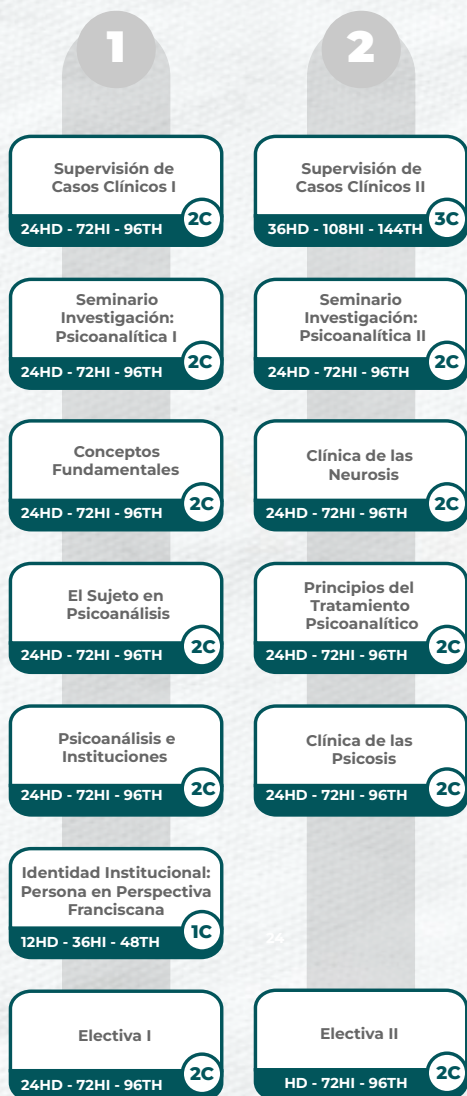 1
Supervisión de
Casos Clínicos I
24HD - 72HI - 96TH
2C
Seminario
Investigación:
Psicoanalítica I
24HD - 72HI - 96TH
2C
Conceptos
Fundamentales
24HD - 72HI - 96TH
2C
El Sujeto en
Psicoanálisis
24HD - 72HI - 96TH
2C
Psicoanálisis e
Instituciones
24HD - 72HI - 96TH
2C
Identidad Institucional:
Persona en Perspectiva
Franciscana
12HD - 36HI - 48TH
1C
Electiva I
24HD - 72HI - 96TH
2C
2
Supervisión de
Casos Clínicos II
36HD - 108HI - 144TH
3C
Seminario
Investigación:
Psicoanalítica II
24HD - 72HI - 96TH
2C
Clínica de las
Neurosis
24HD - 72HI - 96TH
2C
Principios del
Tratamiento
Psicoanalítico
24HD - 72HI - 96TH
2C
Clínica de las
Psicosis
24HD - 72HI - 96TH
2C
24
Electiva II
HD - 72HI - 96TH
2C